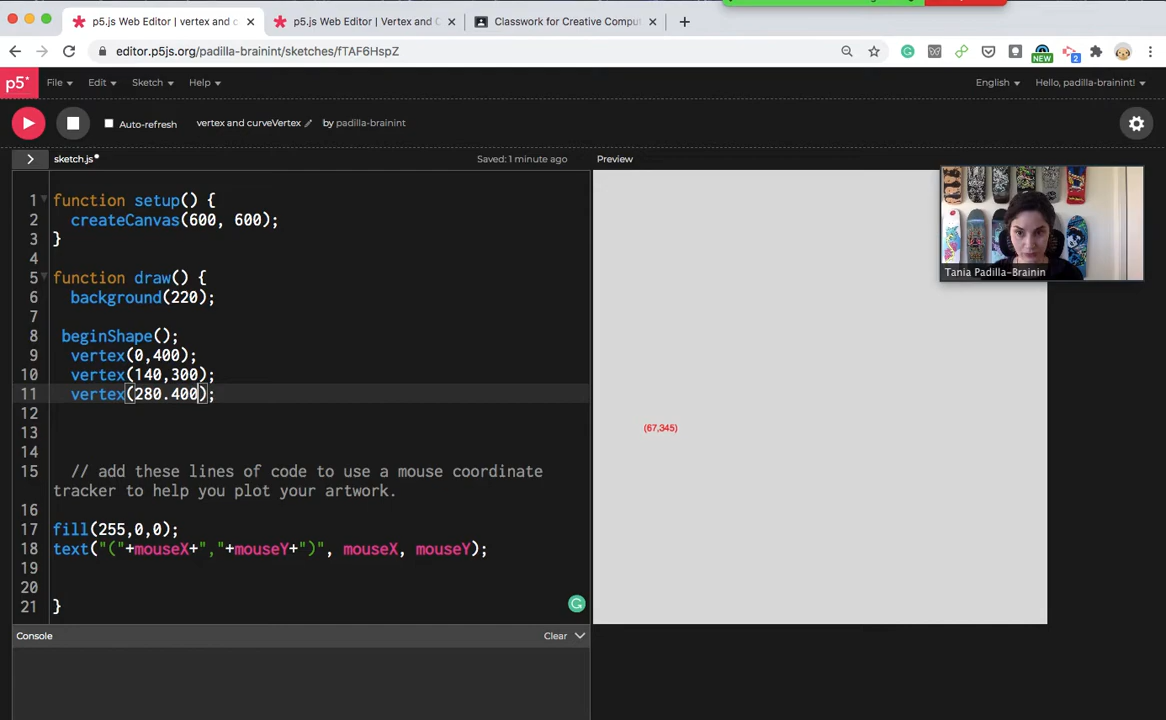 p5.js Web Editor | vertex and c
p5.js Web Editor | Vertex and C
Classwork for Creative Comput
editor.p5js.org/padilla-brainint/sketches/fTAF6HspZ
NEW
2
p5*
File
Edit
Sketch
Help
English
Hello, padilla-brainint!
Auto-refresh
vertex and curveVertex
by padilla-brainint
sketch.js
Saved: 1 minute ago
Preview
1 function setup() {
2 createCanvas(600, 600);
3 }
4
5 function draw() {
6 background(220);
7
8 beginShape();
9 vertex(0,400);
10 vertex(140,300);
11 vertex(280.400);
12
13
14
15 // add these lines of code to use a mouse coordinate
tracker to help you plot your artwork.
16
17 fill(255,0,0);
18 text("("+mouseX+","+mouseY+")", mouseX, mouseY);
19
20
21 }
(67,345)
Tania Padilla-Brainin
Console
Clear